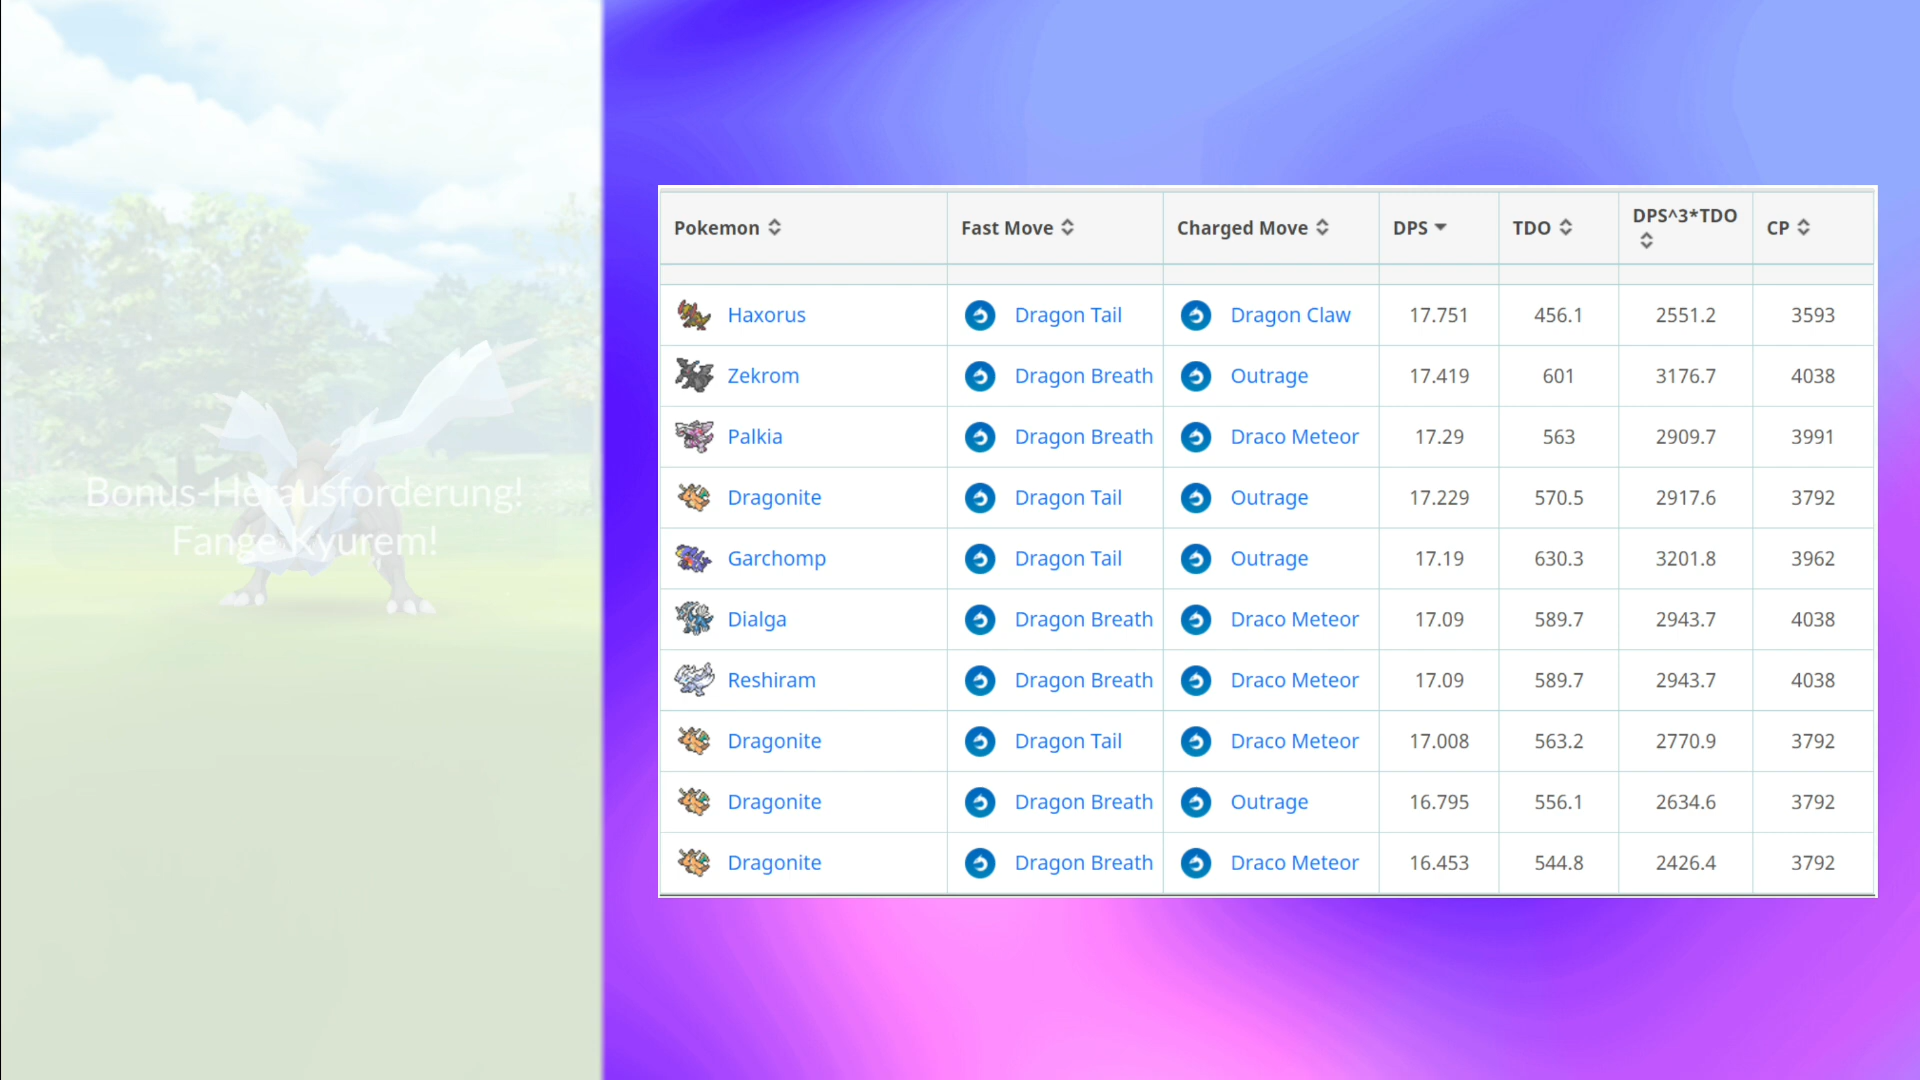 Bonus-Herausforderung!
Fange Kyurem!
Pokemon Fast Move Charged Move DPS TDO DPS^3*TDO CP
Haxorus Dragon Tail Dragon Claw 17.751 456.1 2551.2 3593
Zekrom Dragon Breath Outrage 17.419 601 3176.7 4038
Palkia Dragon Breath Draco Meteor 17.29 563 2909.7 3991
Dragonite Dragon Tail Outrage 17.229 570.5 2917.6 3792
Garchomp Dragon Tail Outrage 17.19 630.3 3201.8 3962
Dialga Dragon Breath Draco Meteor 17.09 589.7 2943.7 4038
Reshiram Dragon Breath Draco Meteor 17.09 589.7 2943.7 4038
Dragonite Dragon Tail Draco Meteor 17.008 563.2 2770.9 3792
Dragonite Dragon Breath Outrage 16.795 556.1 2634.6 3792
Dragonite Dragon Breath Draco Meteor 16.453 544.8 2426.4 3792